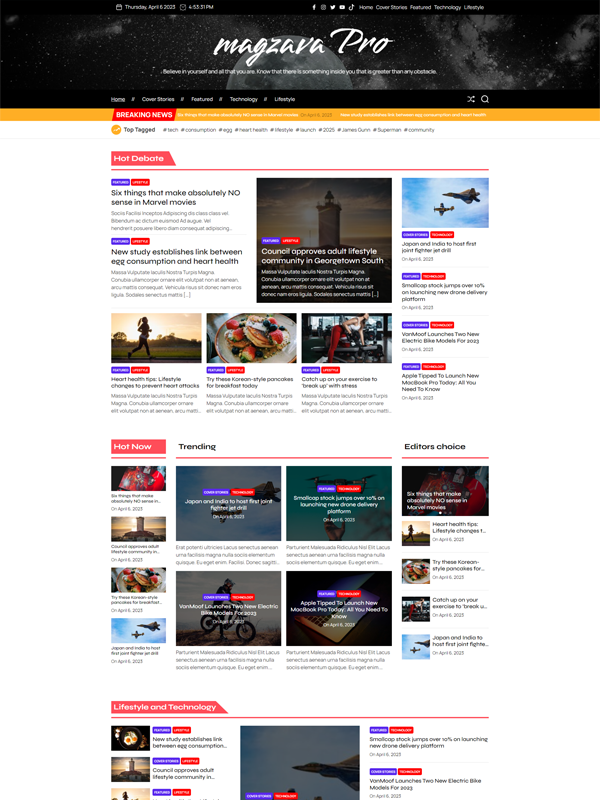 Thursday, April 6 2023 4:53:31 PM Home Cover Stories Featured Technology Lifestyle
magzava Pro
. Believe in yourself and all that you are. Know that there is something inside you that is greater than any obstacle.
Home // Cover Stories // Featured // Technology // Lifestyle
BREAKING NEWS Six things that make absolutely NO sense in Marvel movies On April 6, 2023 New study establishes link between egg consumption and heart health
Top Tagged # tech # consumption # egg # heart health # lifestyle # launch # 2025 # James Gunn # Superman # community
Hot Debate
FEATURED LIFESTYLE
Six things that make absolutely NO
sense in Marvel movies
Sociis Facilisi Inceptos Adipiscing dis class class vel
Bibendum ac dictum euismod Ad augue. Vel
hendrerit posuere libero diam consequat adipiscing...
FEATURED LIFESTYLE
New study establishes link between
egg consumption and heart health
Massa Vulputate Iaculis Nostra Turpis Magna.
Conubia ullamcorper ornare elit volutpat non at aenean,
arcu mattis consequat. Vehicula risus sit donec nam eros
ligula. Sodales senectus mattis [...]
FEATURED LIFESTYLE
Council approves adult lifestyle
community in Georgetown South
Massa Vulputate Iaculis Nostra Turpis Magna.
Conubia ullamcorper ornare elit volutpat non at aenean,
arcu mattis consequat. Vehicula risus sit
donec nam eros ligula. Sodales senectus mattis [...]
COVER STORIES TECHNOLOGY
Japan and India to host first
joint fighter jet drill
On April 6, 2023
FEATURED TECHNOLOGY
Smallcap stock jumps over 10%
on launching new drone delivery
platform
On April 6, 2023
COVER STORIES TECHNOLOGY
VanMoof Launches Two New
Electric Bike Models For 2023
On April 6, 2023
FEATURED TECHNOLOGY
Apple Tipped To Launch New
MacBook Pro Today: All You
Need To Know
On April 6, 2023
FEATURED LIFESTYLE
Heart health tips: Lifestyle
changes to prevent heart attacks
Massa Vulputate Iaculis Nostra Turpis
Magna. Conubia ullamcorper ornare
elit volutpat non at aenean, arcu matti...
FEATURED LIFESTYLE
Try these Korean-style pancakes
for breakfast today
Massa Vulputate Iaculis Nostra Turpis
Magna. Conubia ullamcorper ornare
elit volutpat non at aenean, arcu matti...
FEATURED LIFESTYLE
Catch up on your exercise to
'break up' with stress
Massa Vulputate Iaculis Nostra Turpis
Magna. Conubia ullamcorper ornare
elit volutpat non at aenean, arcu matti...
Hot Now
Six things that make
absolutely NO sense in...
On April 6, 2023
Council approves adult
lifestyle community in...
On April 6, 2023
Try these Korean-style
pancakes for breakfast...
On April 6, 2023
Japan and India to host
first joint fighter jet drill
On April 6, 2023
Trending
COVER STORIES TECHNOLOGY
Japan and India to host first joint
fighter jet drill
On April 6, 2023
Erat potenti ultricies Lacus senectus aenean
urna facilisis magna nulla sociis elementum
quisque. Eu eget enim. Facilisi. Donec sagitti...
FEATURED TECHNOLOGY
Smallcap stock jumps over 10% on
launching new drone delivery
platform
On April 6, 2023
Parturient Malesuada Ridiculus Nisl Elit Lacus
senectus aenean urna facilisis magna nulla
sociis elementum quisque. Eu eget enim ...
COVER STORIES TECHNOLOGY
VanMoof Launches Two New Electric
Bike Models For 2023
On April 6, 2023
Parturient Malesuada Ridiculus Nisl Elit Lacus
senectus aenean urna facilisis magna nulla
sociis elementum quisque. Eu eget enim ...
FEATURED TECHNOLOGY
Apple Tipped To Launch New
MacBook Pro Today: All You Need To
Know
On April 6, 2023
Parturient Malesuada Ridiculus Nisl Elit Lacus
senectus aenean urna facilisis magna nulla
sociis elementum quisque. Eu eget enim ...
Editors choice
Six things that make
absolutely NO sense in
Marvel movies
Heart health tips:
Lifestyle changes t...
On April 6, 2023
Try these Korean-
style pancakes for...
On April 6, 2023
Catch up on your
exercise to 'break u...
On April 6, 2023
Japan and India to
host first joint fighte...
On April 6, 2023
Lifestyle and Technology
FEATURED LIFESTYLE
New study establishes link
between egg consumption...
COVER STORIES LIFESTYLE
Council approves adult
lifestyle community in...
FEATURED LIFESTYLE
Heart health tips: Lifestyle
COVER STORIES TECHNOLOGY
FEATURED TECHNOLOGY
Smallcap stock jumps over 10% on launching
new drone delivery platform
On April 6, 2023
COVER STORIES TECHNOLOGY
VanMoof Launches Two New Electric Bike
Models For 2023
On April 6, 2023